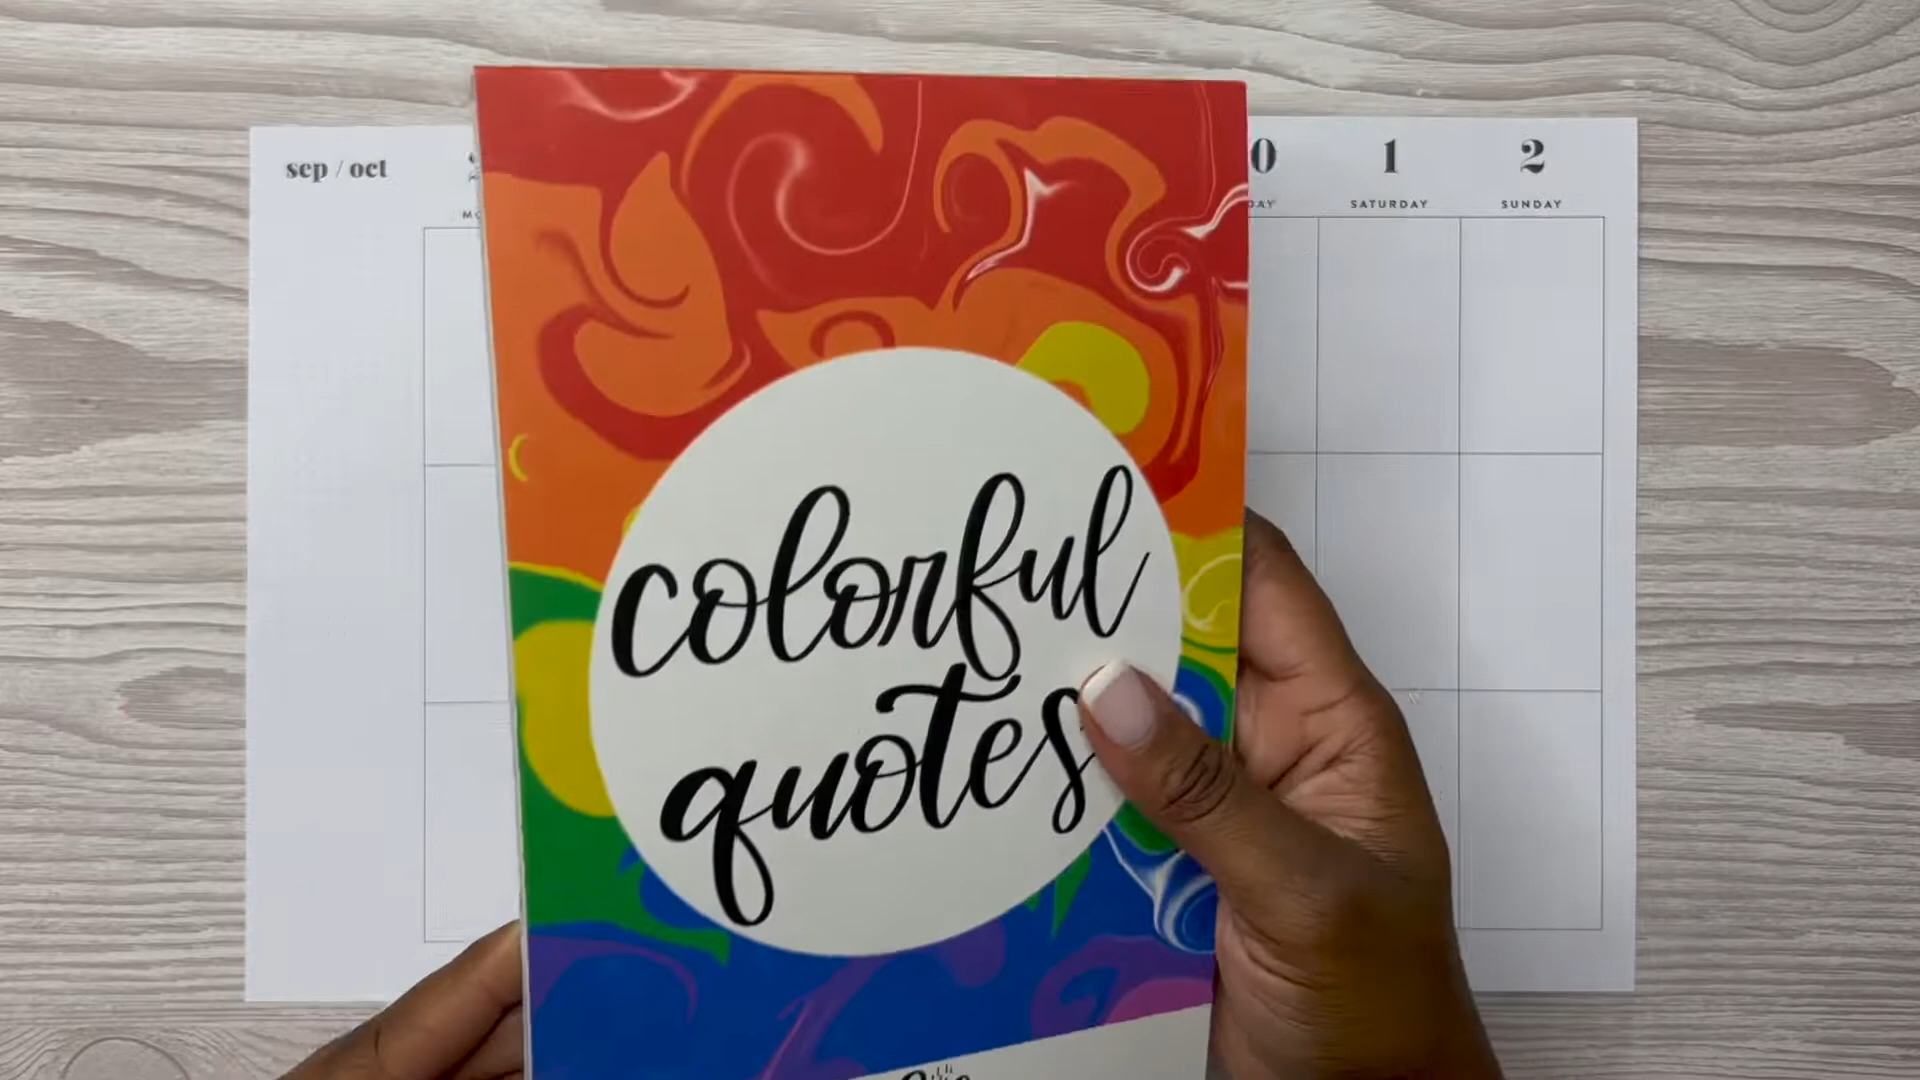 sep / oct
1 2
SATURDAY SUNDAY
colorful
quotes